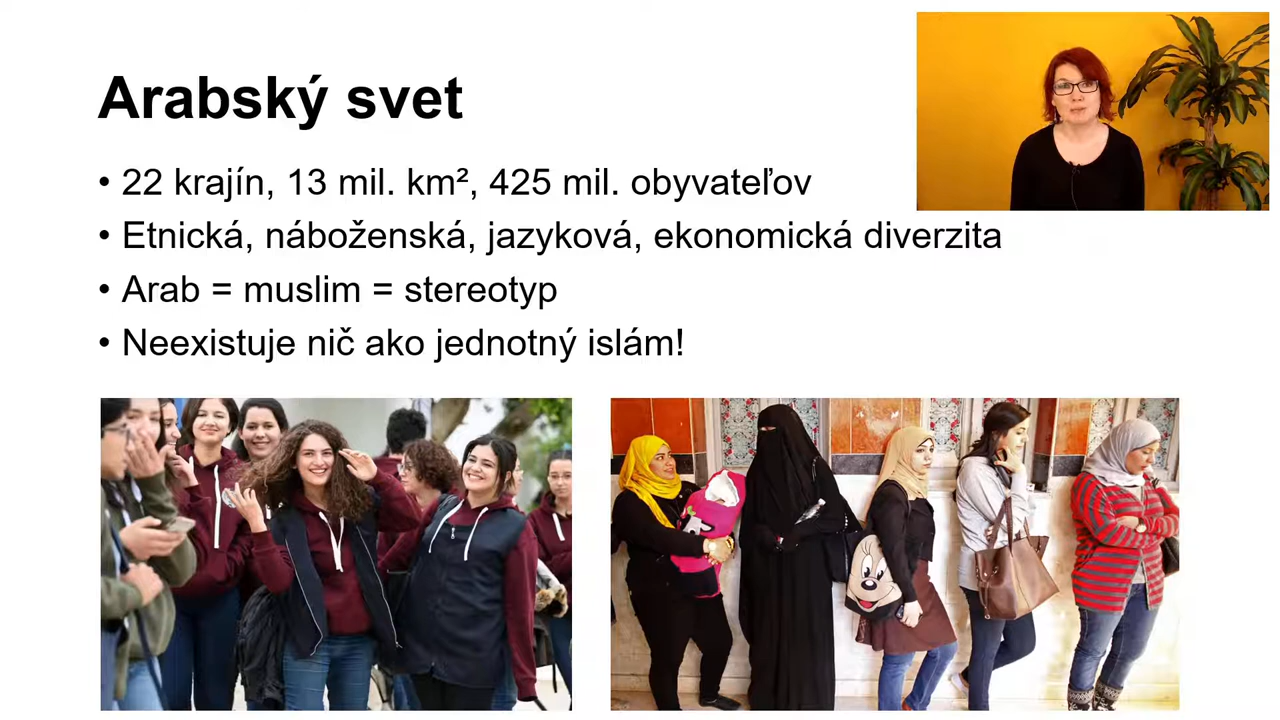 Arabský svet
• 22 krajín, 13 mil. km², 425 mil. obyvateľov
• Etnická, náboženská, jazyková, ekonomická diverzita
• Arab = muslim = stereotyp
• Neexistuje nič ako jednotný islám!